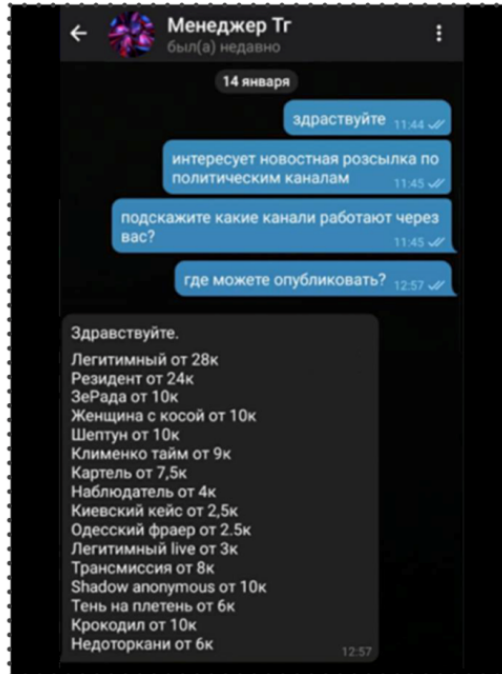 Менеджер Тг
был(а) недавно
14 января
здраствуйте 11:44
интересует новостная розсылка по
политическим каналам 11:45
подскажите какие канали работают через
вас? 11:45
где можете опубликовать? 12:57
Здравствуйте.
Легитимный от 28к
Резидент от 24к
ЗеРада от 10к
Женщина с косой от 10к
Шептун от 10к
Клименко тайм от 9к
Картель от 7,5к
Наблюдатель от 4к
Киевский кейс от 2,5к
Одесский фраер от 2.5к
Легитимный live от 3к
Трансмиссия от 8к
Shadow anonymous от 10к
Тень на плетень от 6к
Крокодил от 10к
Недоторкани от 6к
12:57